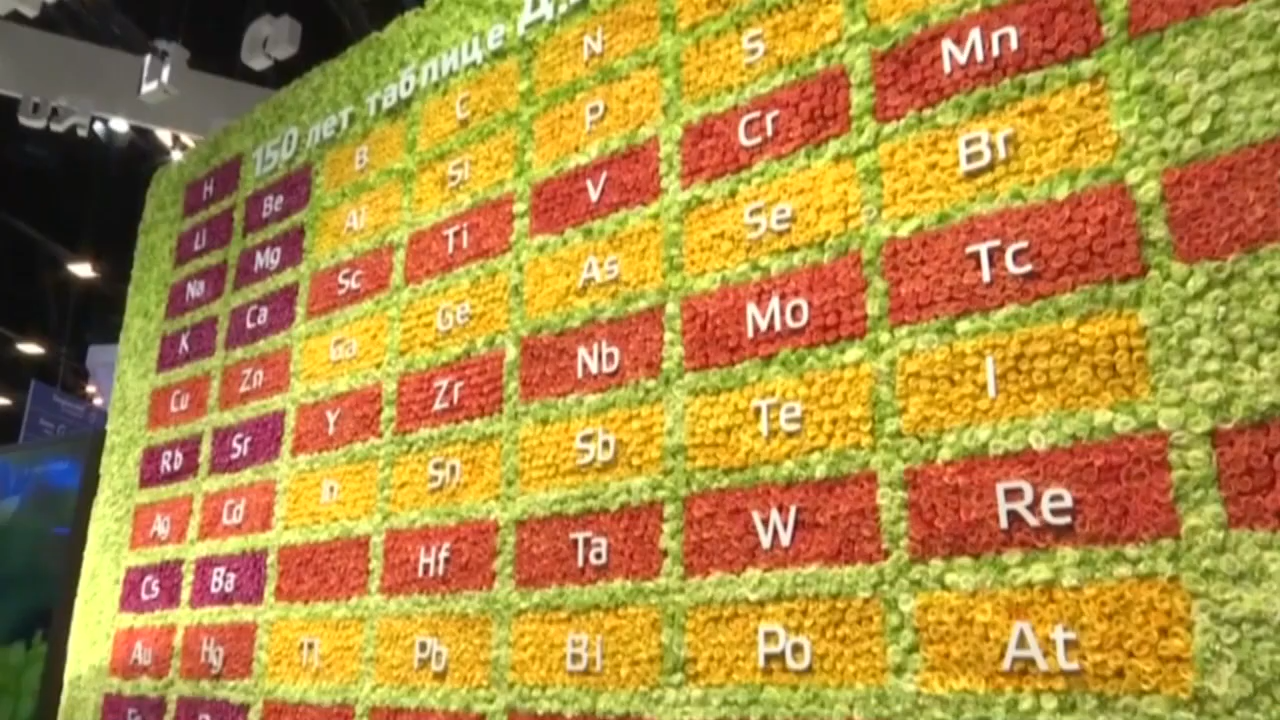 150 лет таблице Д.
N S Mn
H B C P Cr
Li Be Al Si V Se Br
Na Mg Sc Ti As Mo Tc
K Ca Ga Ge Nb Te I
Cu Zn Y Zr Sb W Re
Rb Sr In Sn Ta Po At
Ag Cd Hf Bi
Cs Ba Pb
Au Hg Tl